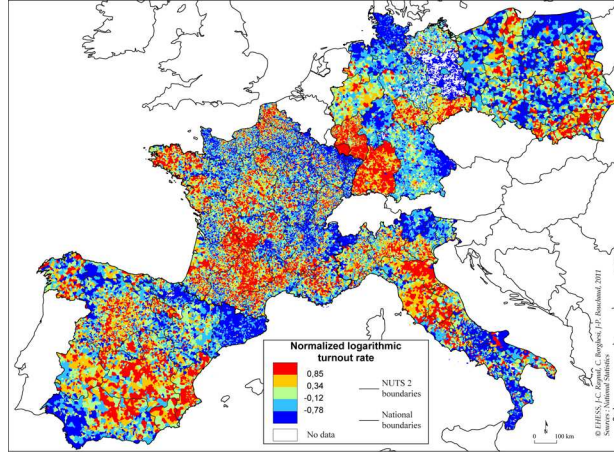 Normalized logarithmic
turnout rate
0,85
0,34
-0,12
-0,78
NUTS 2
boundaries
National
boundaries
No data
100 km
© EHESS, J-C. Raynal, C. Borghesi, J-P. Bouchaud, 2011
Sources : National Statistics